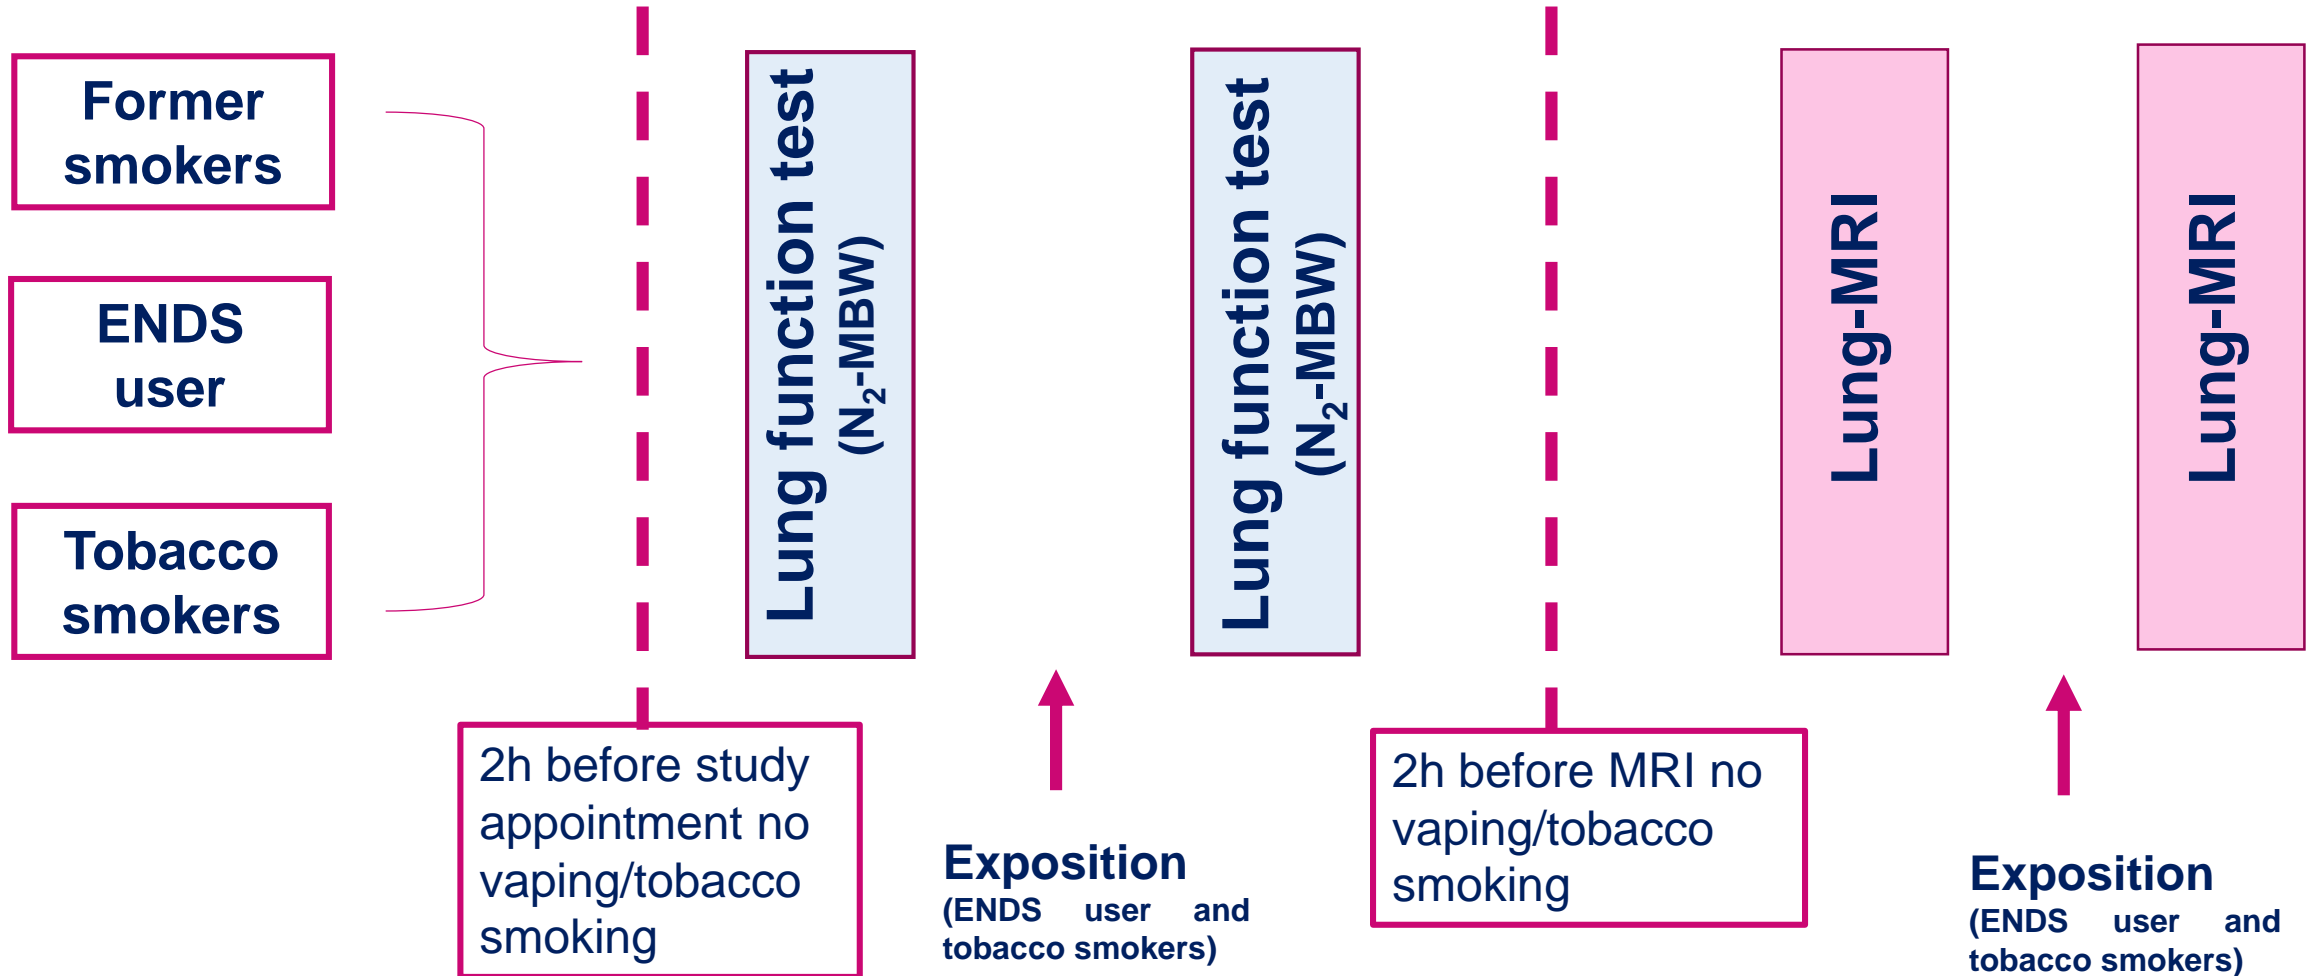 Former
smokers
ENDS
user
Tobacco
smokers
2h before study
appointment no
vaping/tobacco
smoking
Lung function test
(N₂-MBW)
Exposition
(ENDS user and
tobacco smokers)
Lung function test
(N₂-MBW)
2h before MRI no
vaping/tobacco
smoking
Lung-MRI
Exposition
(ENDS user and
tobacco smokers)
Lung-MRI